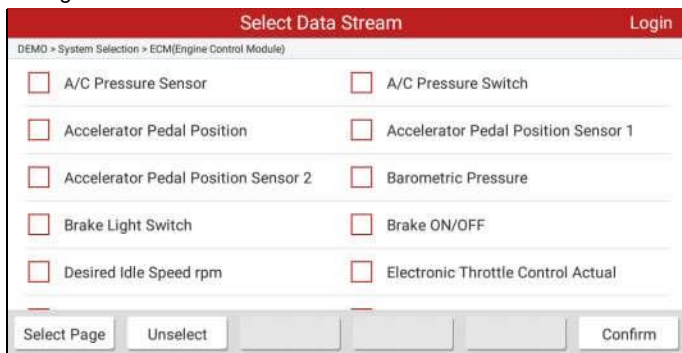 Select Data Stream
Login
DEMO > System Selection > ECM(Engine Control Module)
A/C Pressure Sensor
A/C Pressure Switch
Accelerator Pedal Position
Accelerator Pedal Position Sensor 1
Accelerator Pedal Position Sensor 2
Barometric Pressure
Brake Light Switch
Brake ON/OFF
Desired Idle Speed rpm
Electronic Throttle Control Actual
Select Page
Unselect
Confirm